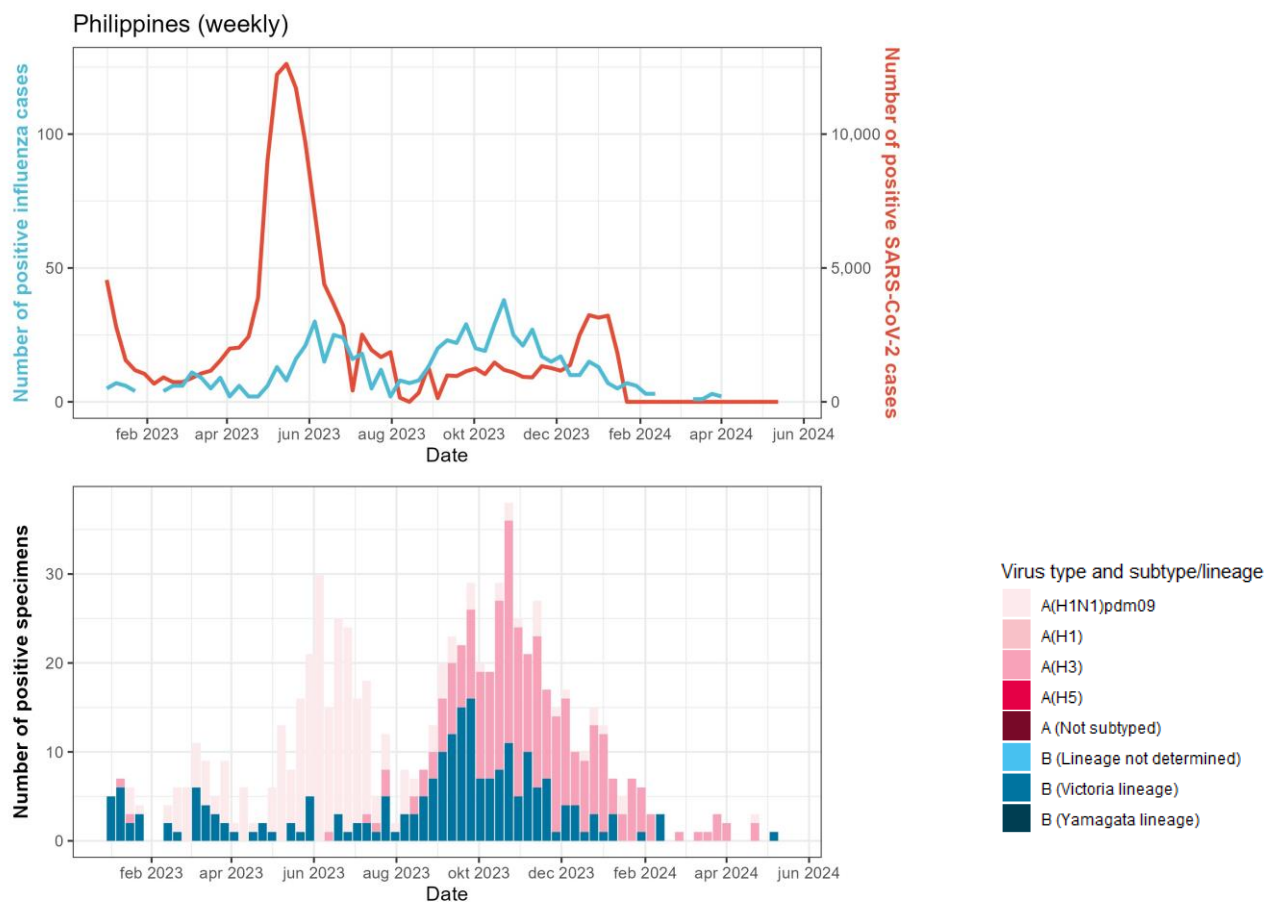 Philippines (weekly)
Number of positive influenza cases
100
50
0
10,000
5,000
0
Number of positive SARS-CoV-2 cases
feb 2023 apr 2023 jun 2023 aug 2023 okt 2023 dec 2023 feb 2024 apr 2024 jun 2024
Date
Number of positive specimens
30
20
10
0
feb 2023 apr 2023 jun 2023 aug 2023 okt 2023 dec 2023 feb 2024 apr 2024 jun 2024
Date
Virus type and subtype/lineage
A(H1N1)pdm09
A(H1)
A(H3)
A(H5)
A (Not subtyped)
B (Lineage not determined)
B (Victoria lineage)
B (Yamagata lineage)